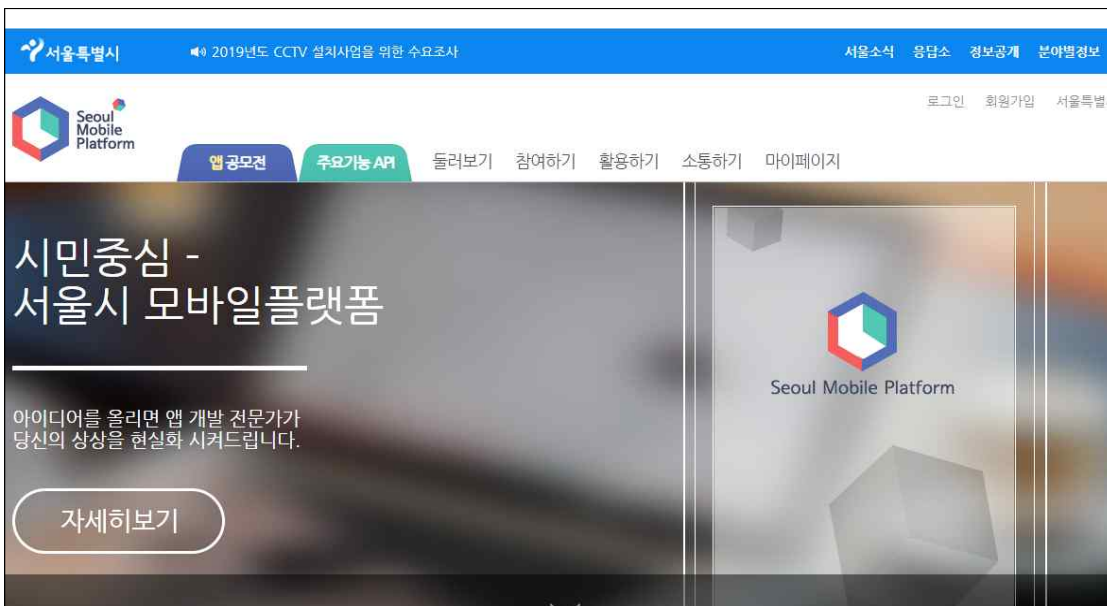 서울특별시
2019년도 CCTV 설치사업을 위한 수요조사
서울소식 응답소 정보공개 분야별정보
로그인 회원가입 서울특별
Seoul
Mobile
Platform
앱 공모전 주요기능 API 둘러보기 참여하기 활용하기 소통하기 마이페이지
시민중심 -
서울시 모바일플랫폼
Seoul Mobile Platform
아이디어를 올리면 앱 개발 전문가가
당신의 상상을 현실화 시켜드립니다.
자세히보기